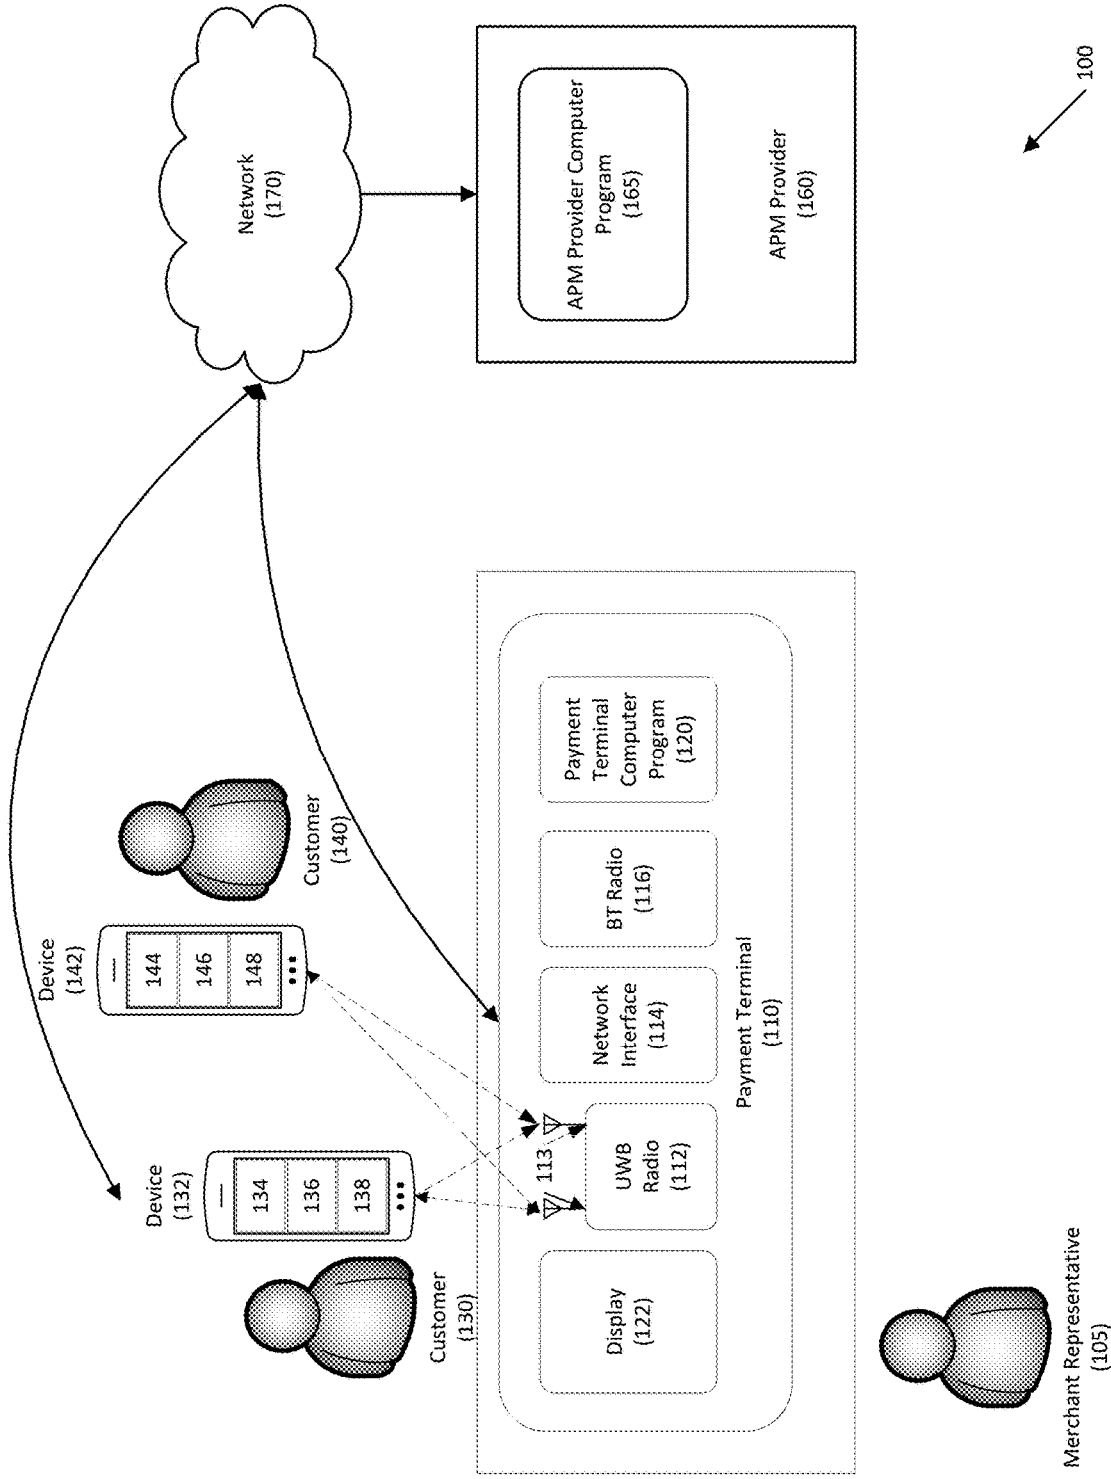 100
Network
(170)
APM Provider Computer
Program
(165)
APM Provider
(160)
Device
(142)
144
146
148
Customer
(140)
Device
(132)
134
136
138
Customer
(130)
Display
(122)
113
UWB
Radio
(112)
Network
Interface
(114)
BT Radio
(116)
Payment
Terminal
Computer
Program
(120)
Payment Terminal
(110)
Merchant Representative
(105)